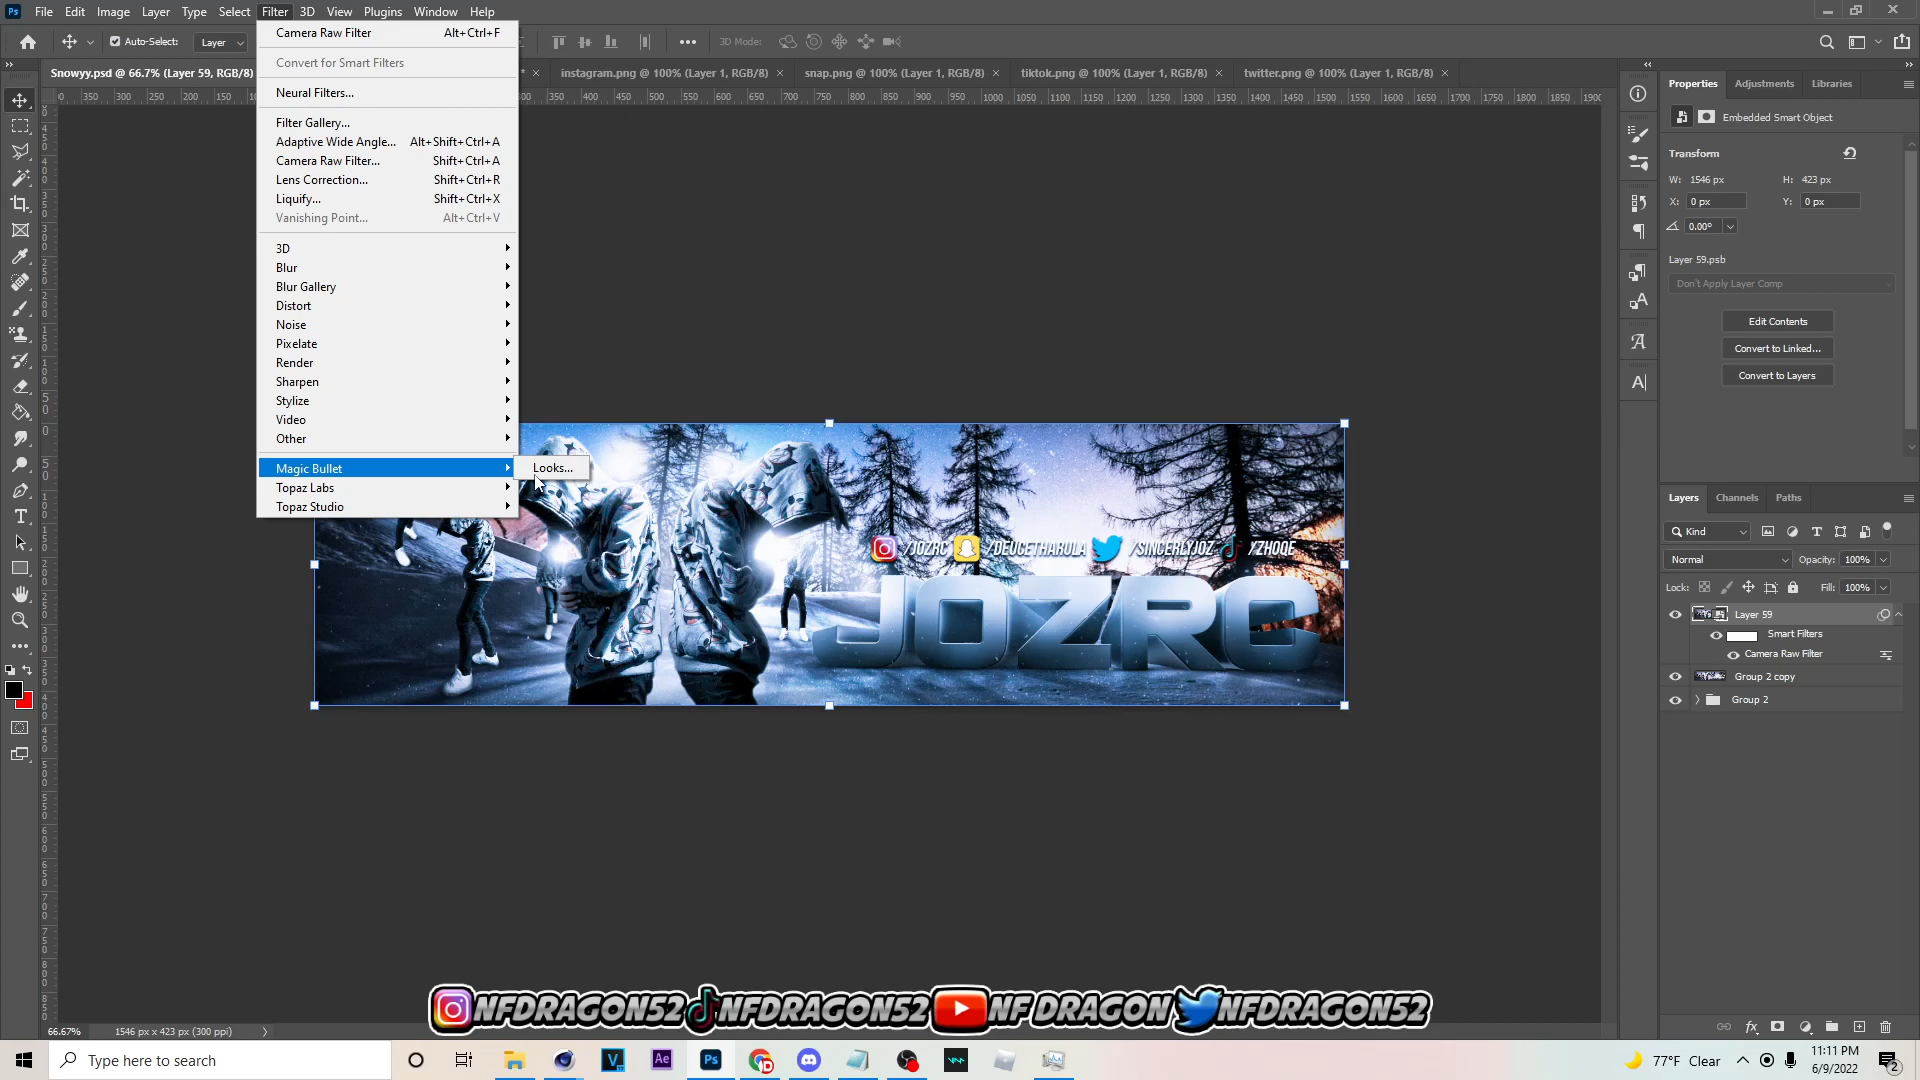 File Edit Image Layer Type Select Filter 3D View Plugins Window Help
Auto-Select: Layer 3D Mode:
Snowyy.psd @ 66.7% (Layer 59, RGB/8) instagram.png @ 100% (Layer 1, RGB/8) snap.png @ 100% (Layer 1, RGB/8) tiktok.png @ 100% (Layer 1, RGB/8) twitter.png @ 100% (Layer 1, RGB/8)
Camera Raw Filter Alt+Ctrl+F
Convert for Smart Filters
Neural Filters...
Filter Gallery...
Adaptive Wide Angle... Alt+Shift+Ctrl+A
Camera Raw Filter... Shift+Ctrl+A
Lens Correction... Shift+Ctrl+R
Liquify... Shift+Ctrl+X
Vanishing Point... Alt+Ctrl+V
3D
Blur
Blur Gallery
Distort
Noise
Pixelate
Render
Sharpen
Stylize
Video
Other
Magic Bullet
Looks...
Topaz Labs
Topaz Studio
/JOZRC /DEUCETHARULA /SINCERLYJOZ /ZHOOE
JOZRC
Properties Adjustments Libraries
Embedded Smart Object
Transform
W: 1546 px H: 423 px
X: 0 px Y: 0 px
0.00°
Layer 59.psb
Don't Apply Layer Comp
Edit Contents
Convert to Linked...
Convert to Layers
Layers Channels Paths
Kind
Normal Opacity: 100%
Lock: Fill: 100%
Layer 59
Smart Filters
Camera Raw Filter
Group 2 copy
Group 2
NFDRAGON52 NFDRAGON52 NF DRAGON NFDRAGON52
66.67% 1546 px x 423 px (300 ppi)
Type here to search
77°F Clear
11:11 PM
6/9/2022